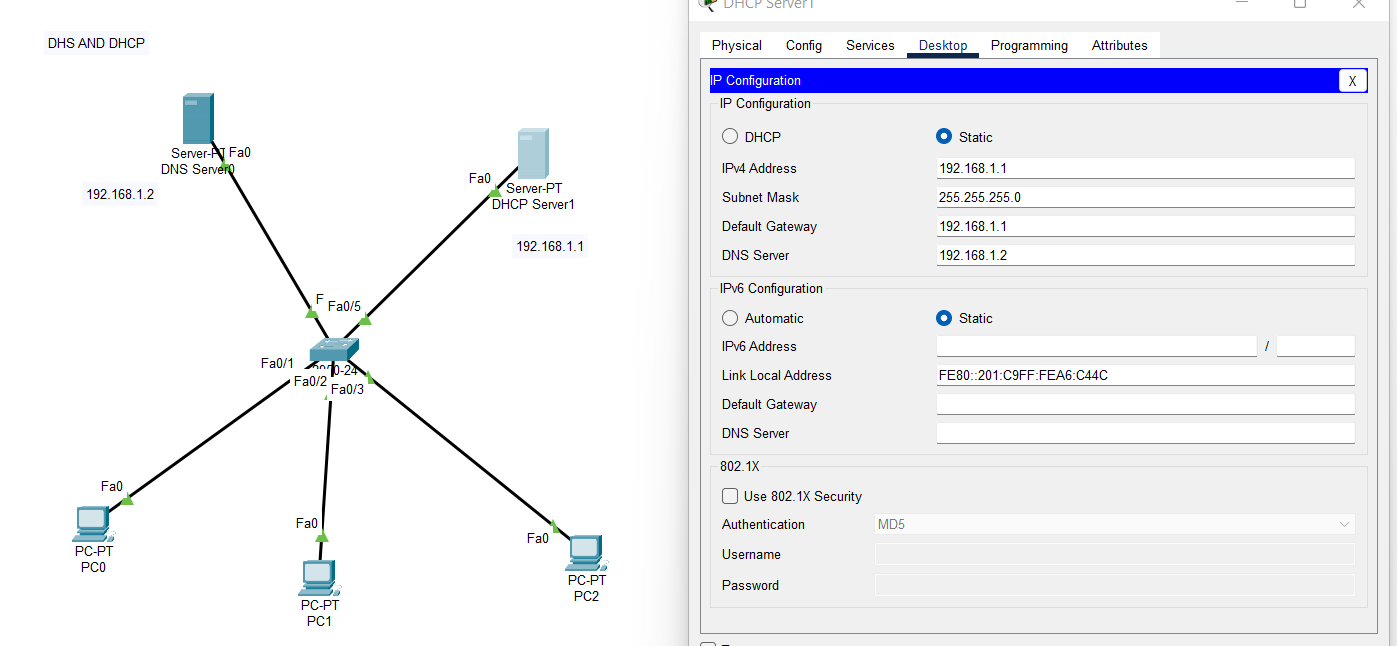 DHS AND DHCP
Server-PT Fa0
DNS Server0
192.168.1.2
Fa0
Server-PT
DHCP Server1
192.168.1.1
F
Fa0/5
Fa0/1
Fa0/2
Fa0/3
Fa0
PC-PT
PC0
Fa0
PC-PT
PC1
Fa0
PC-PT
PC2
DHCP Server1
Physical Config Services Desktop Programming Attributes
IP Configuration X
IP Configuration
DHCP Static
IPv4 Address 192.168.1.1
Subnet Mask 255.255.255.0
Default Gateway 192.168.1.1
DNS Server 192.168.1.2
IPv6 Configuration
Automatic Static
IPv6 Address /
Link Local Address FE80::201:C9FF:FEA6:C44C
Default Gateway
DNS Server
802.1X
Use 802.1X Security
Authentication MD5
Username
Password